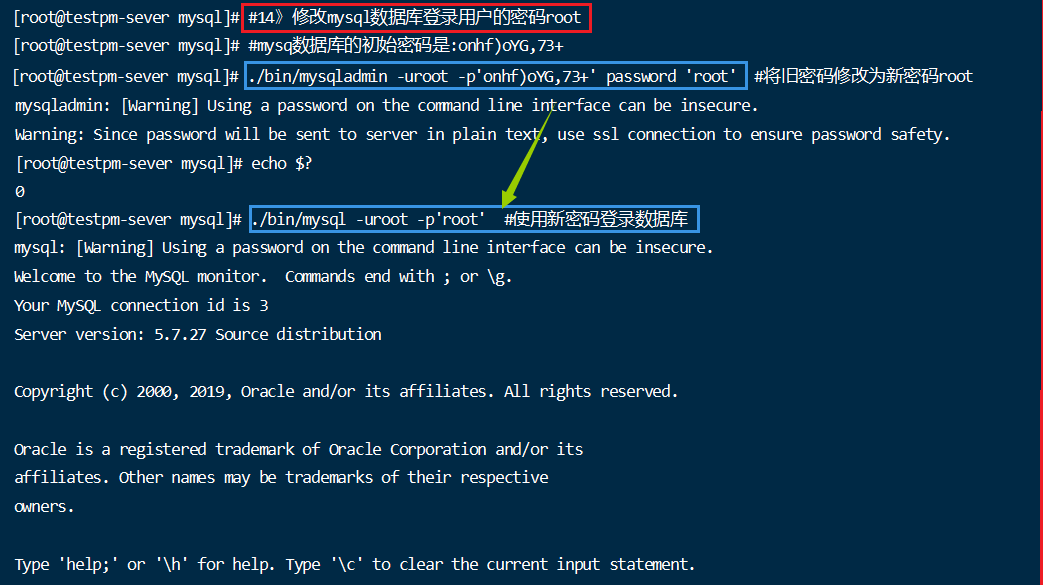 [root@testpm-sever mysql]# #14》修改mysql数据库登录用户的密码root
[root@testpm-sever mysql]# #mysq数据库的初始密码是:onhf)oYG,73+
[root@testpm-sever mysql]# ./bin/mysqladmin -uroot -p'onhf)oYG,73+' password 'root' #将旧密码修改为新密码root
mysqladmin: [Warning] Using a password on the command line interface can be insecure.
Warning: Since password will be sent to server in plain text, use ssl connection to ensure password safety.
[root@testpm-sever mysql]# echo $?
0
[root@testpm-sever mysql]# ./bin/mysql -uroot -p'root'  #使用新密码登录数据库
mysql: [Warning] Using a password on the command line interface can be insecure.
Welcome to the MySQL monitor.  Commands end with ; or \g.
Your MySQL connection id is 3
Server version: 5.7.27 Source distribution
Copyright (c) 2000, 2019, Oracle and/or its affiliates. All rights reserved.
Oracle is a registered trademark of Oracle Corporation and/or its
affiliates. Other names may be trademarks of their respective
owners.
Type 'help;' or '\h' for help. Type '\c' to clear the current input statement.